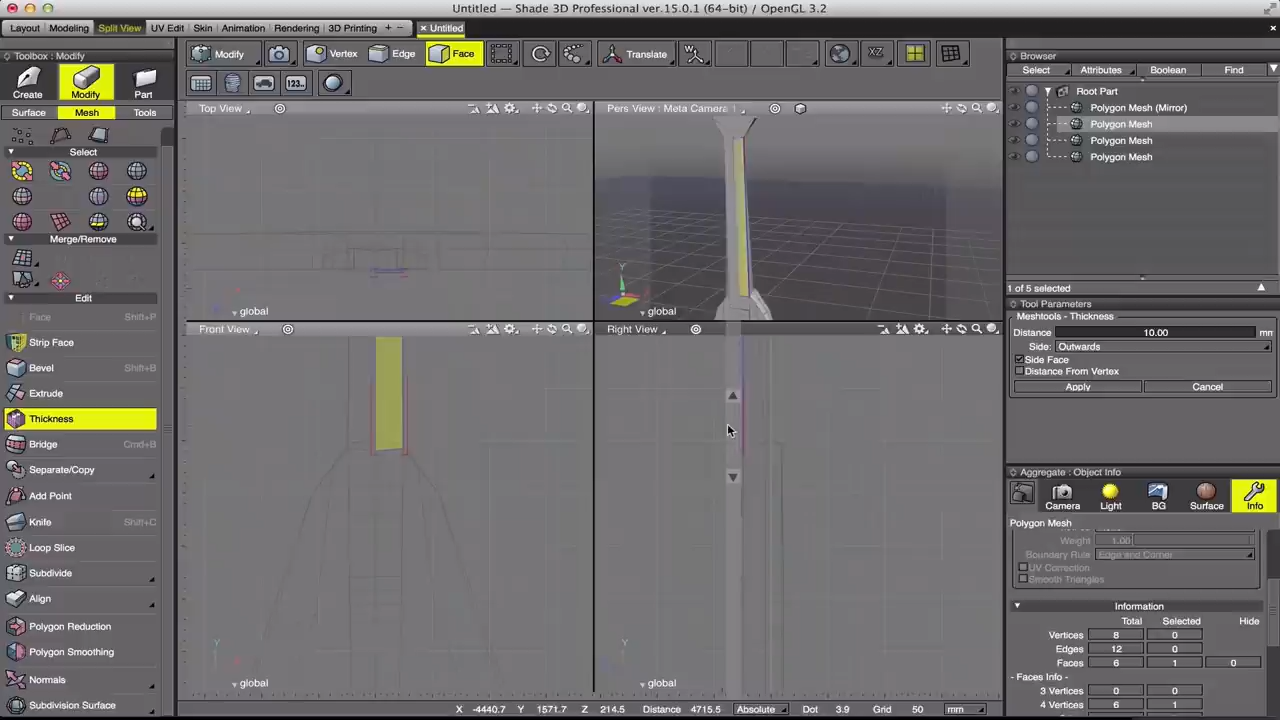 Untitled — Shade 3D Professional ver.15.0.1 (64-bit) / OpenGL 3.2
Layout Modeling Split View UV Edit Skin Animation Rendering 3D Printing + − × Untitled
Toolbox : Modify
Create Modify Part
Surface Mesh Tools
Select
Merge/Remove
Edit
Face Shift+P
Strip Face
Bevel Shift+B
Extrude
Thickness
Bridge Cmd+B
Separate/Copy
Add Point
Knife Shift+C
Loop Slice
Subdivide
Align
Polygon Reduction
Polygon Smoothing
Normals
Subdivision Surface
Modify Vertex Edge Face Translate W XZ
123..
Top View
global
Pers View : Meta Camera 1
Y
global
Front View
Y
global
Right View
Y
global
X -4440.7 Y 1571.7 Z 214.5 Distance 4715.5 Absolute Dot 3.9 Grid 50 mm
Browser
Select Attributes Boolean Find
Root Part
Polygon Mesh (Mirror)
Polygon Mesh
Polygon Mesh
Polygon Mesh
1 of 5 selected
Tool Parameters
Meshtools - Thickness
Distance 10.00 mm
Side: Outwards
Side Face
Distance From Vertex
Apply Cancel
Aggregate : Object Info
Camera Light BG Surface Info
Polygon Mesh
Weight 1.00
Boundary Rule Edge and Corner
UV Correction
Smooth Triangles
Information
Total Selected Hide
Vertices 8 0
Edges 12 0
Faces 6 1 0
- Faces Info -
3 Vertices 0 0
4 Vertices 6 1